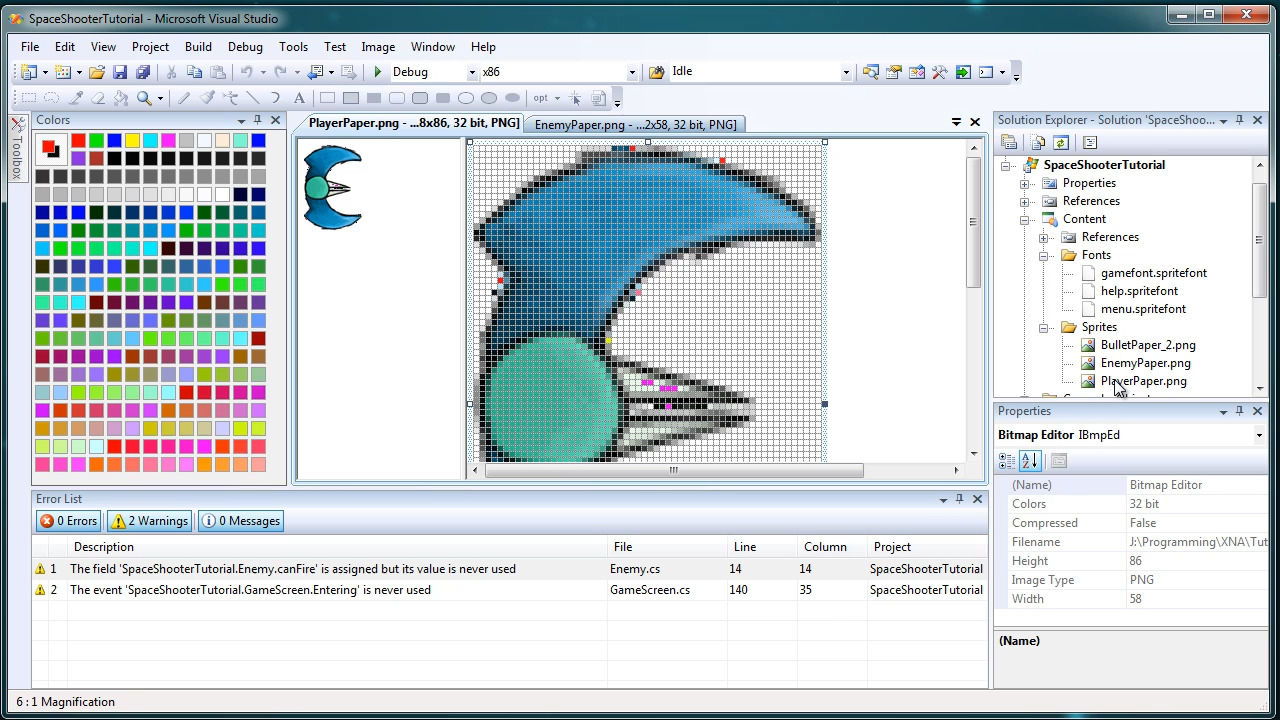 SpaceShooterTutorial - Microsoft Visual Studio
File Edit View Project Build Debug Tools Test Image Window Help
Debug x86 Idle
A opt
Colors
Toolbox
PlayerPaper.png - ...8x86, 32 bit, PNG] EnemyPaper.png - ...2x58, 32 bit, PNG]
Solution Explorer - Solution 'SpaceShoo...
SpaceShooterTutorial
Properties
References
Content
References
Fonts
gamefont.spritefont
help.spritefont
menu.spritefont
Sprites
BulletPaper_2.png
EnemyPaper.png
PlayerPaper.png
Properties
Bitmap Editor IBmpEd
(Name) Bitmap Editor
Colors 32 bit
Compressed False
Filename J:\Programming\XNA\Tut
Height 86
Image Type PNG
Width 58
(Name)
Error List
0 Errors 2 Warnings 0 Messages
Description File Line Column Project
1 The field 'SpaceShooterTutorial.Enemy.canFire' is assigned but its value is never used Enemy.cs 14 14 SpaceShooterTutorial
2 The event 'SpaceShooterTutorial.GameScreen.Entering' is never used GameScreen.cs 140 35 SpaceShooterTutorial
6 : 1 Magnification